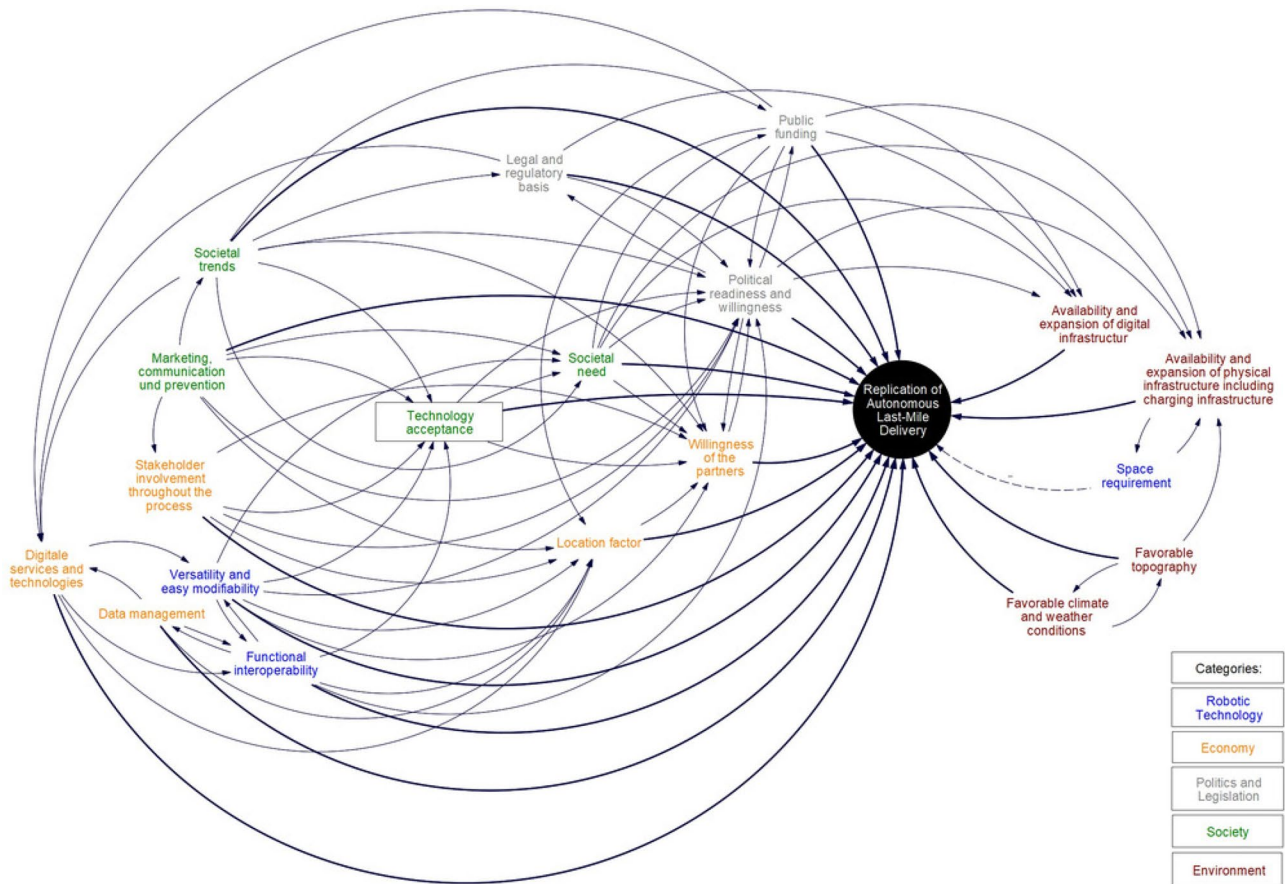 Public
funding
Legal and
regulatory
basis
Societal
trends
Political
readiness and
willingness
Availability and
expansion of digital
infrastructur
Marketing,
communication
und prevention
Societal
need
Availability and
expansion of physical
infrastructure including
charging infrastructure
Replication of
Autonomous
Last-Mile
Delivery
Technology
acceptance
Willingness
of the
partners
Stakeholder
involvement
throughout the
process
Space
requirement
Location factor
Digitale
services and
technologies
Favorable
topography
Versatility and
easy modifiability
Data management
Favorable climate
and weather
conditions
Functional
interoperability
Categories:
Robotic
Technology
Economy
Politics and
Legislation
Society
Environment